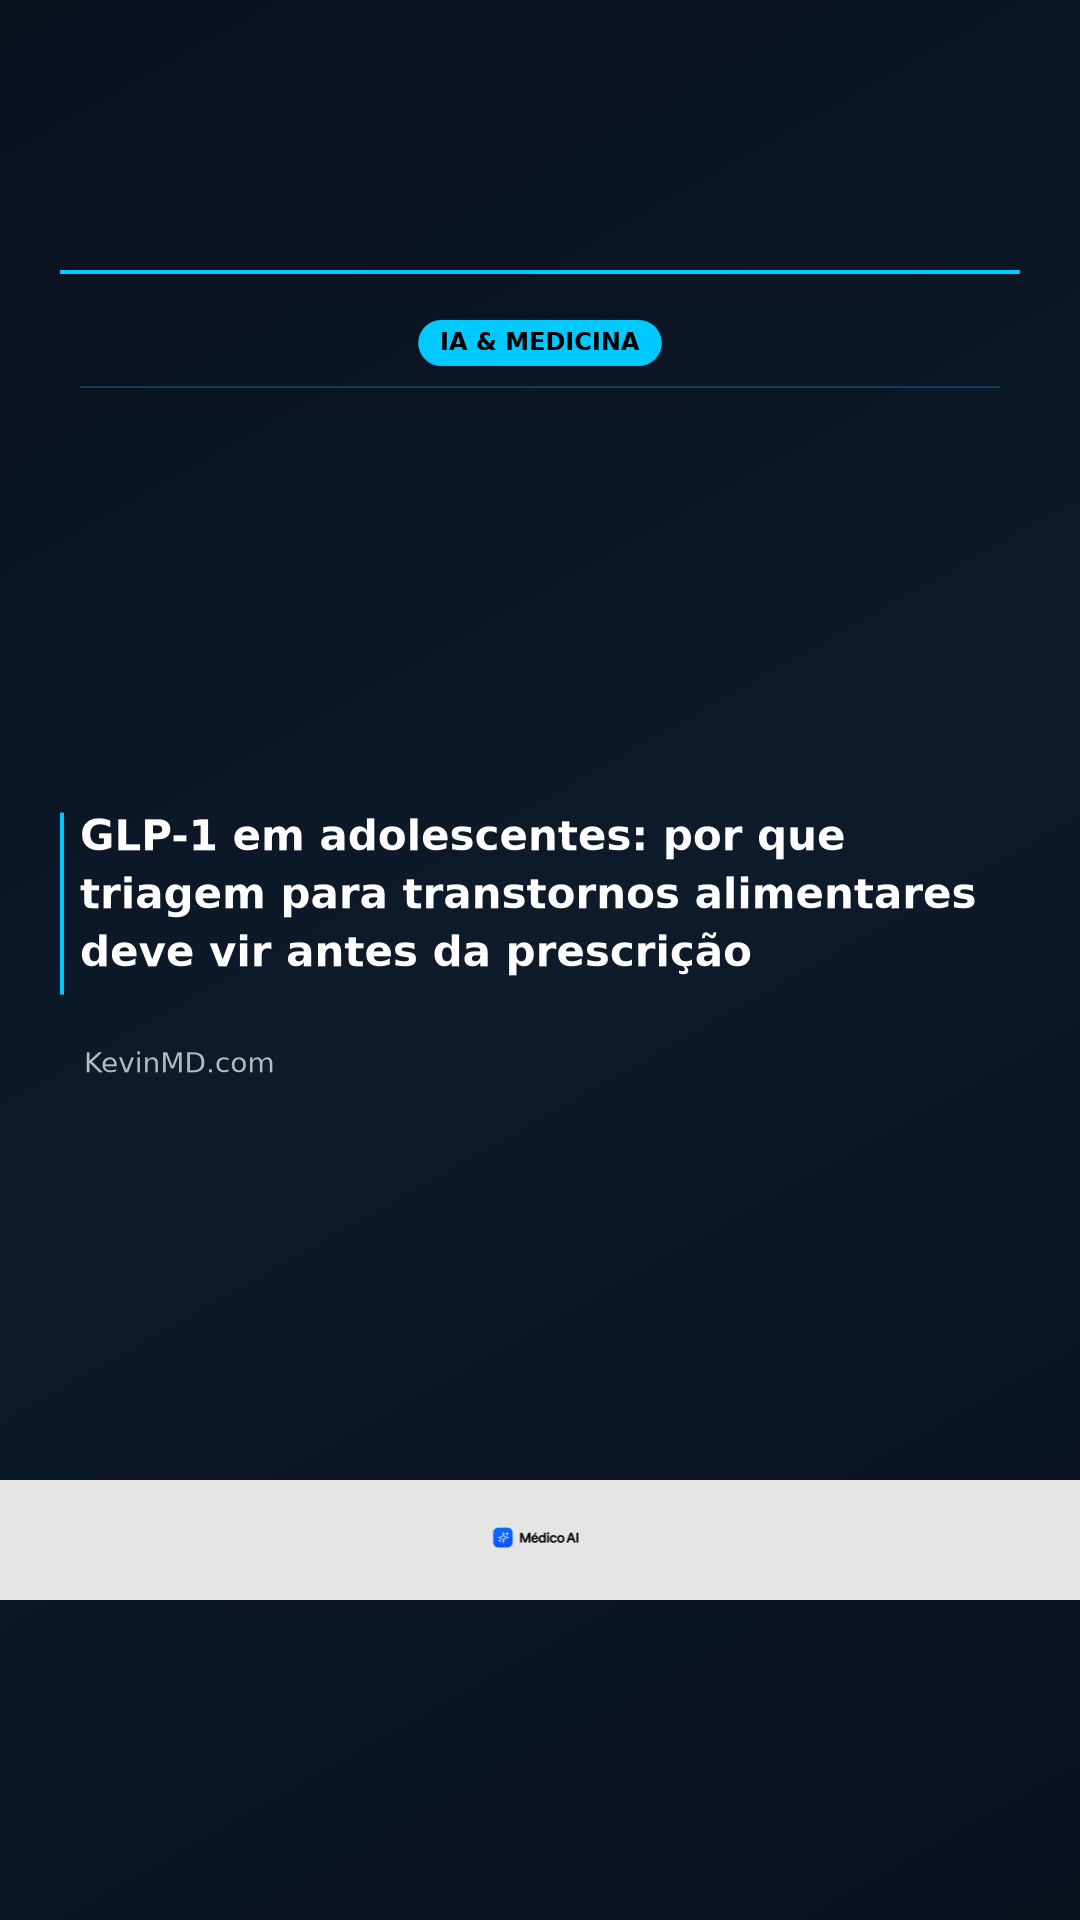 IA & MEDICINA
GLP-1 em adolescentes: por que
triagem para transtornos alimentares
deve vir antes da prescrição
KevinMD.com
Médico AI